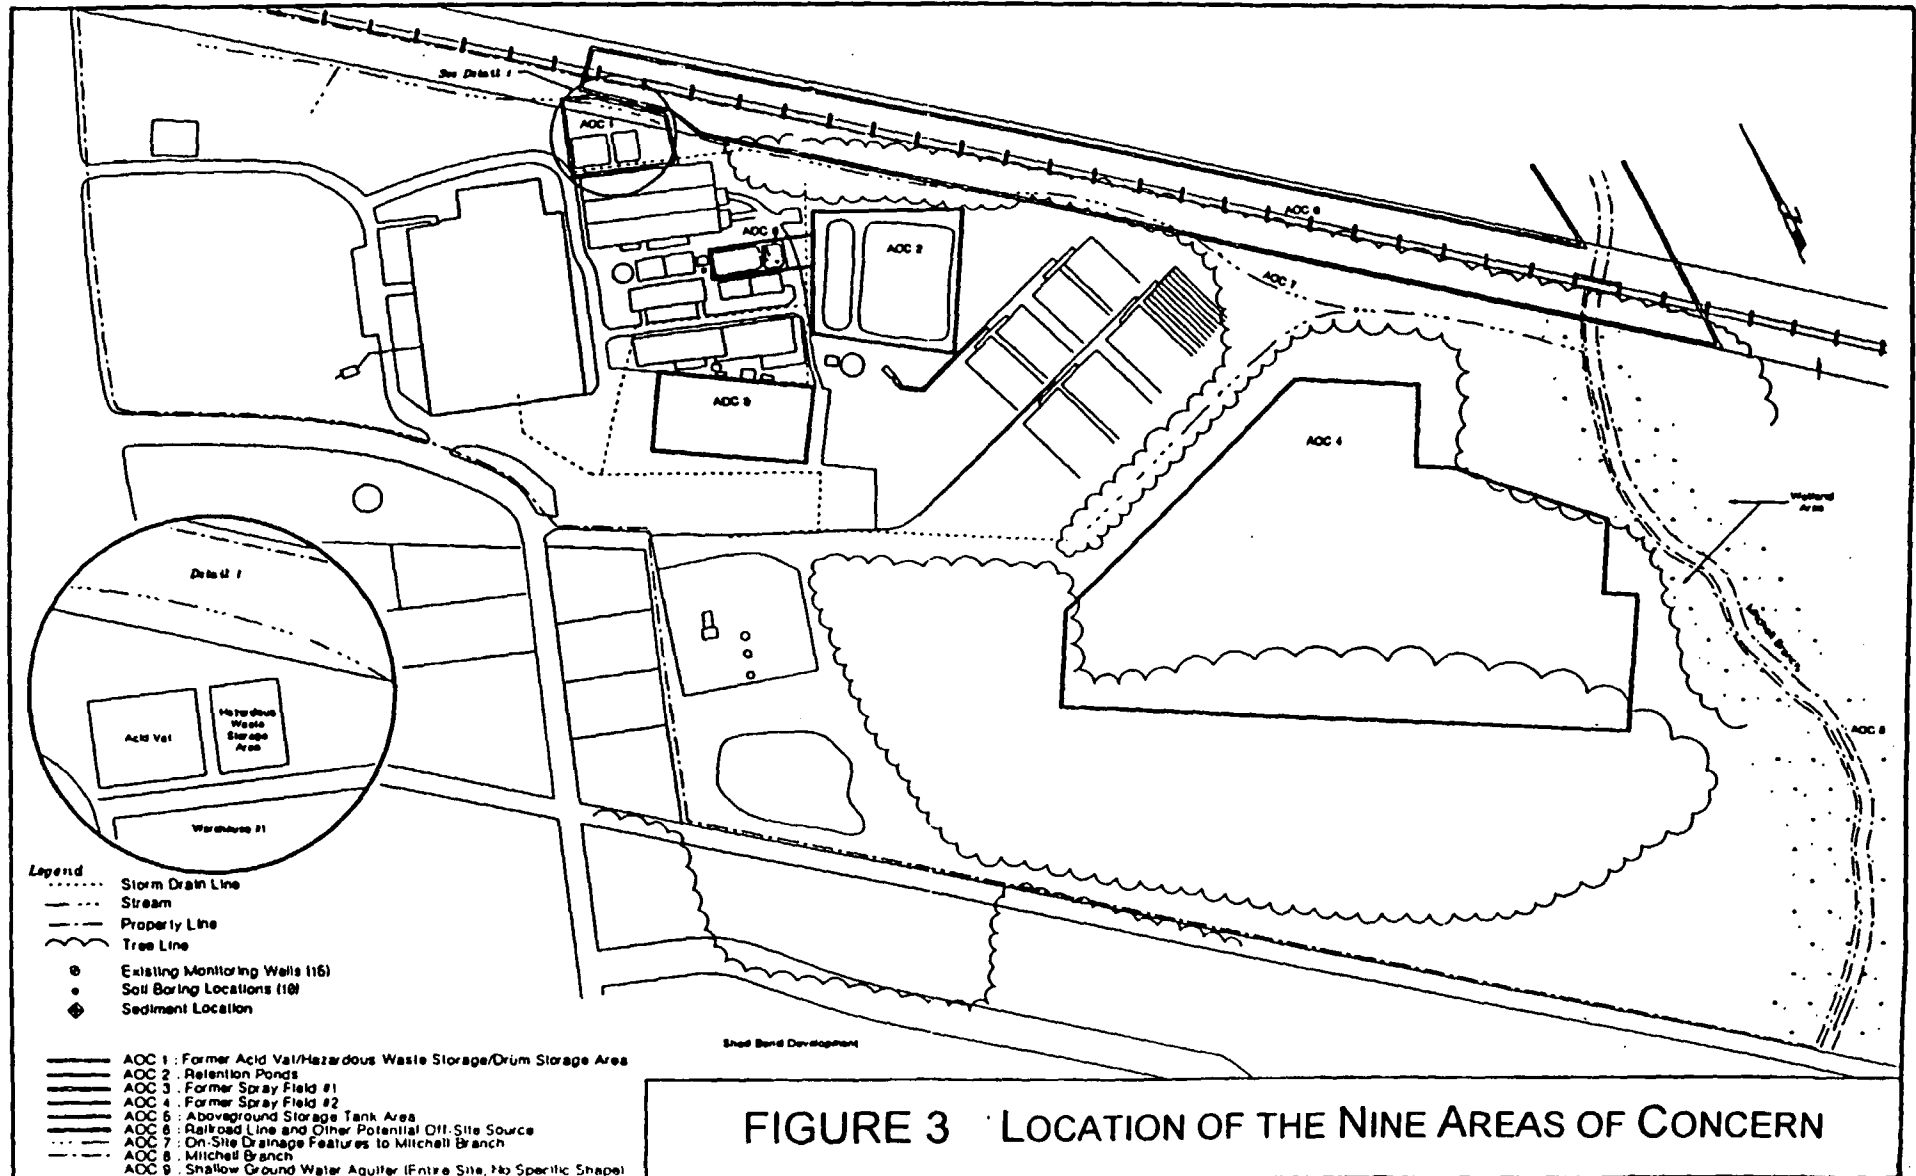 See Detail 1
AOC 1
AOC 6
AOC 2
AOC 7
AOC 4
Wetland
Area
Detail 1
Mitchell Branch
AOC 8
Acid Vat
Hazardous
Waste
Storage
Area
Warehouse #1
Legend
Storm Drain Line
Stream
Property Line
Tree Line
Existing Monitoring Wells (15)
Soil Boring Locations (10)
Sediment Location
Shed Bend Development
AOC 1 : Former Acid Vat/Hazardous Waste Storage/Drum Storage Area
AOC 2 . Retention Ponds
AOC 3 . Former Spray Field #1
AOC 4 . Former Spray Field #2
AOC 5 : Aboveground Storage Tank Area
AOC 6 : Railroad Line and Other Potential Off-Site Source
AOC 7 : On-Site Drainage Features to Mitchell Branch
AOC 8 . Mitchell Branch
AOC 9 . Shallow Ground Water Aquifer (Entire Site, No Specific Shape)
FIGURE 3 LOCATION OF THE NINE AREAS OF CONCERN